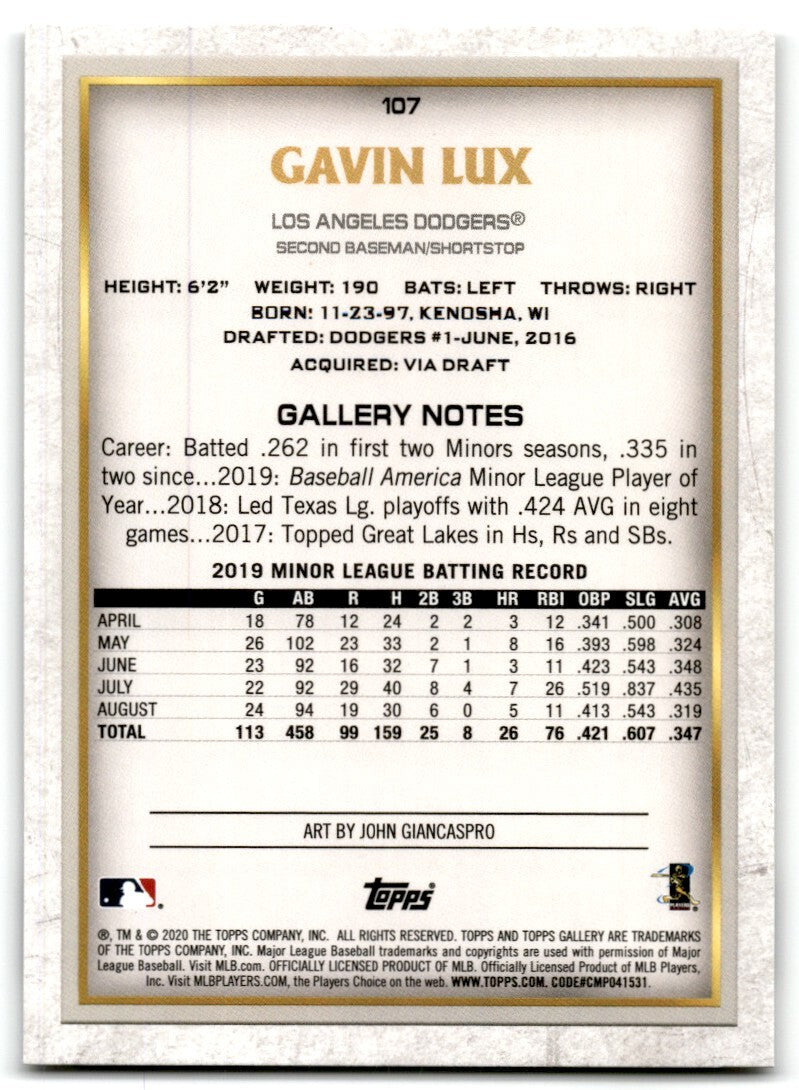 107
GAVIN LUX
LOS ANGELES DODGERS®
SECOND BASEMAN/SHORTSTOP
HEIGHT: 6'2" WEIGHT: 190 BATS: LEFT THROWS: RIGHT
BORN: 11-23-97, KENOSHA, WI
DRAFTED: DODGERS #1-JUNE, 2016
ACQUIRED: VIA DRAFT
GALLERY NOTES
Career: Batted .262 in first two Minors seasons, .335 in
two since...2019: Baseball America Minor League Player of
Year...2018: Led Texas Lg. playoffs with .424 AVG in eight
games...2017: Topped Great Lakes in Hs, Rs and SBs.
2019 MINOR LEAGUE BATTING RECORD
G AB R H 2B 3B HR RBI OBP SLG AVG
APRIL 18 78 12 24 2 2 3 12 .341 .500 .308
MAY 26 102 23 33 2 1 8 16 .393 .598 .324
JUNE 23 92 16 32 7 1 3 11 .423 .543 .348
JULY 22 92 29 40 8 4 7 26 .519 .837 .435
AUGUST 24 94 19 30 6 0 5 11 .413 .543 .319
TOTAL 113 458 99 159 25 8 26 76 .421 .607 .347
ART BY JOHN GIANCASPRO
topps
®, TM & © 2020 THE TOPPS COMPANY, INC. ALL RIGHTS RESERVED. TOPPS AND TOPPS GALLERY ARE TRADEMARKS
OF THE TOPPS COMPANY, INC. Major League Baseball trademarks and copyrights are used with permission of Major
League Baseball. Visit MLB.com. OFFICIALLY LICENSED PRODUCT OF MLB. Officially Licensed Product of MLB Players,
Inc. Visit MLBPLAYERS.COM, the Players Choice on the web. WWW.TOPPS.COM. CODE#CMP041531.